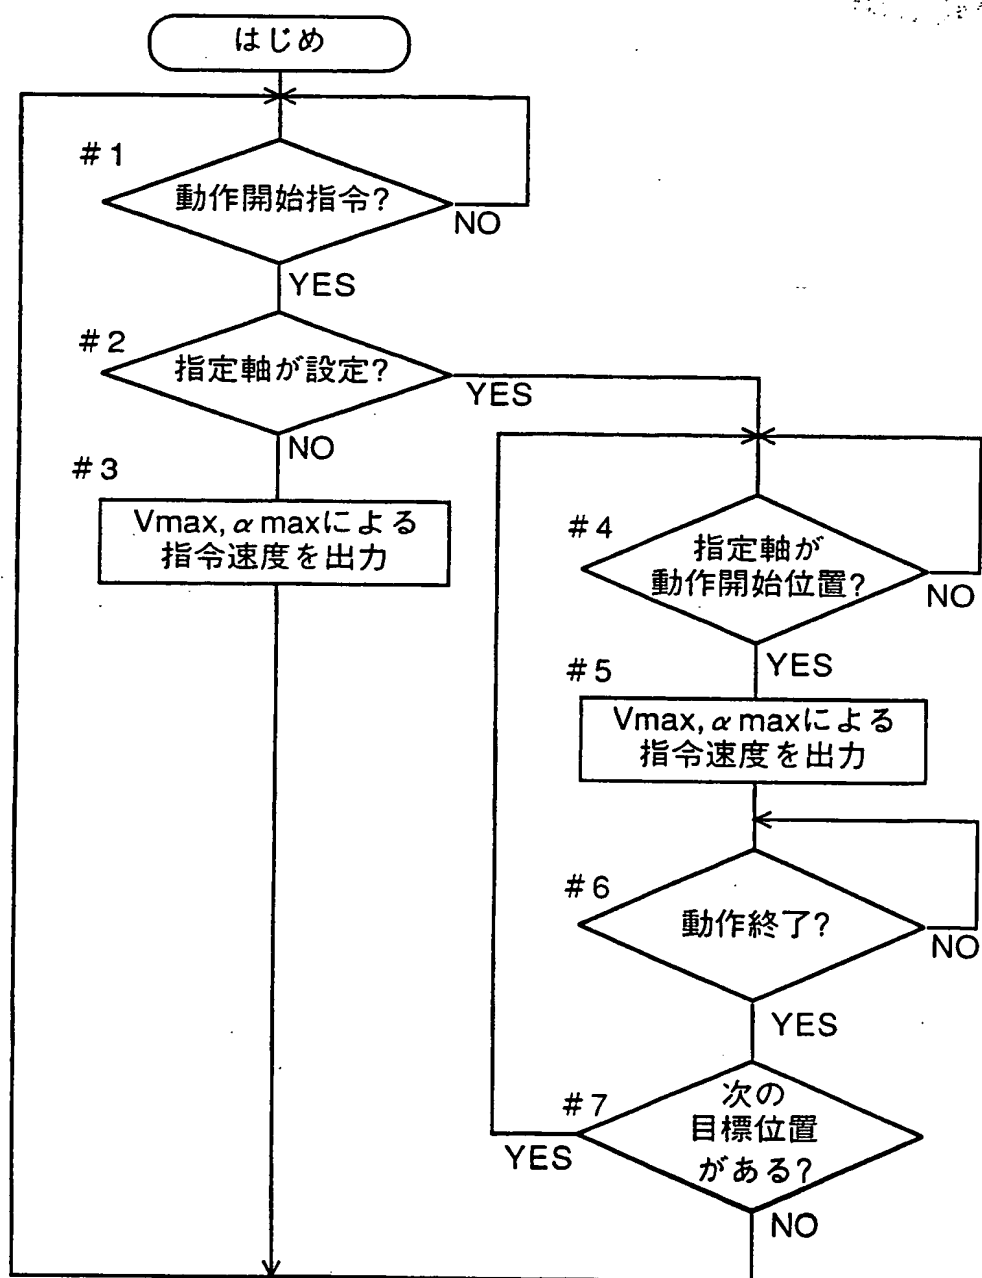 はじめ
#1
動作開始指令?
NO
YES
#2
指定軸が設定?
YES
NO
#3
Vmax,αmaxによる
指令速度を出力
#4
指定軸が
動作開始位置?
NO
YES
#5
Vmax,αmaxによる
指令速度を出力
#6
動作終了?
NO
YES
#7
次の
目標位置
がある?
YES
NO